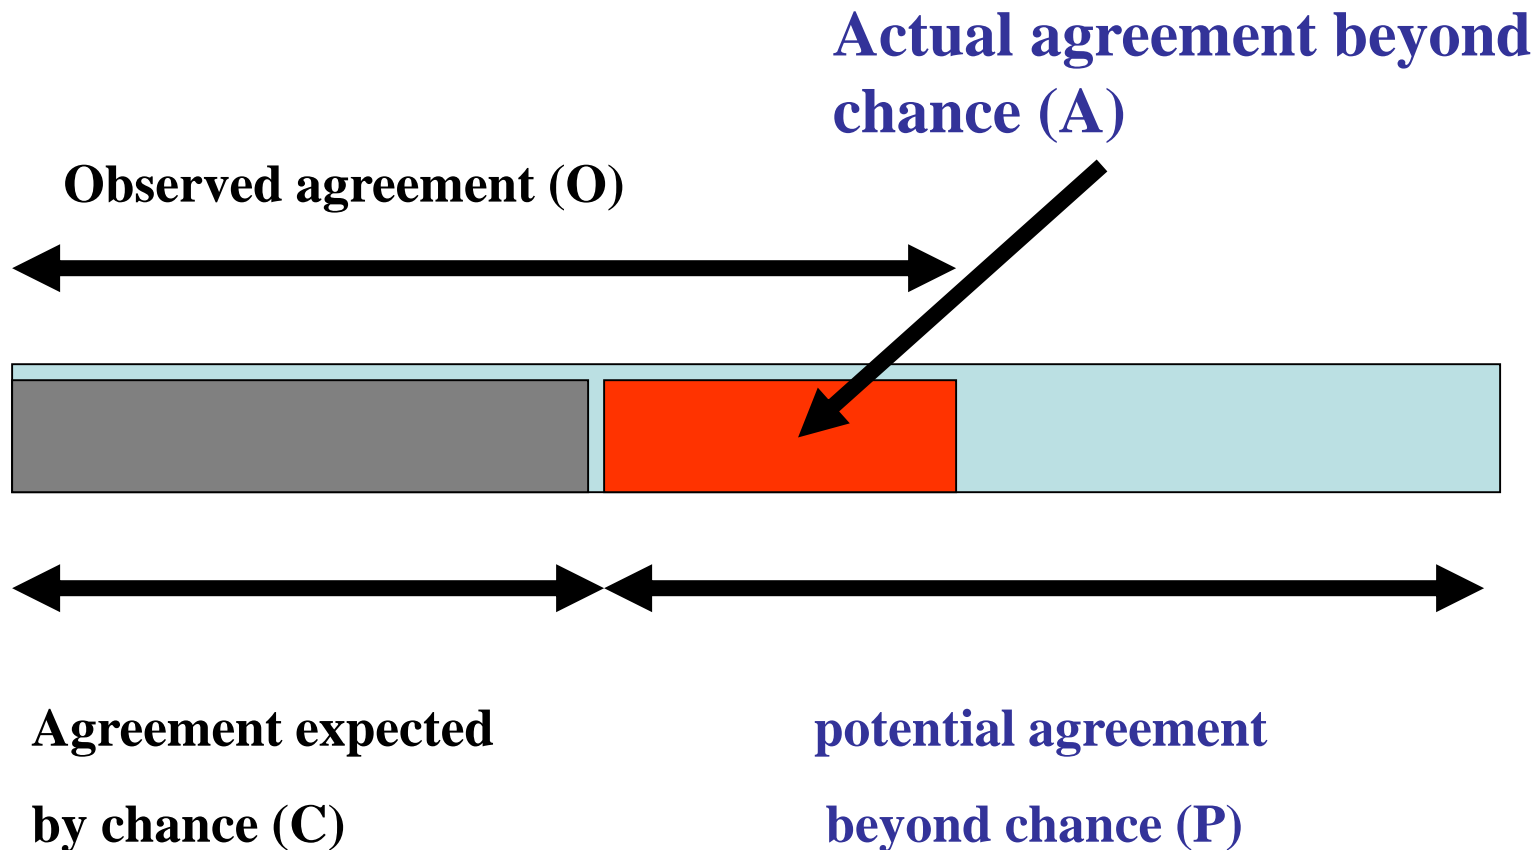 Actual agreement beyond
chance (A)
Observed agreement (O)
Agreement expected
by chance (C)
potential agreement
beyond chance (P)